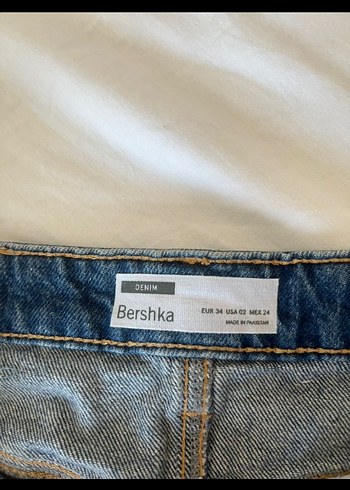 DENIM
Bershka
EUR 34 USA 02 MEX 24
MADE IN PAKISTAN